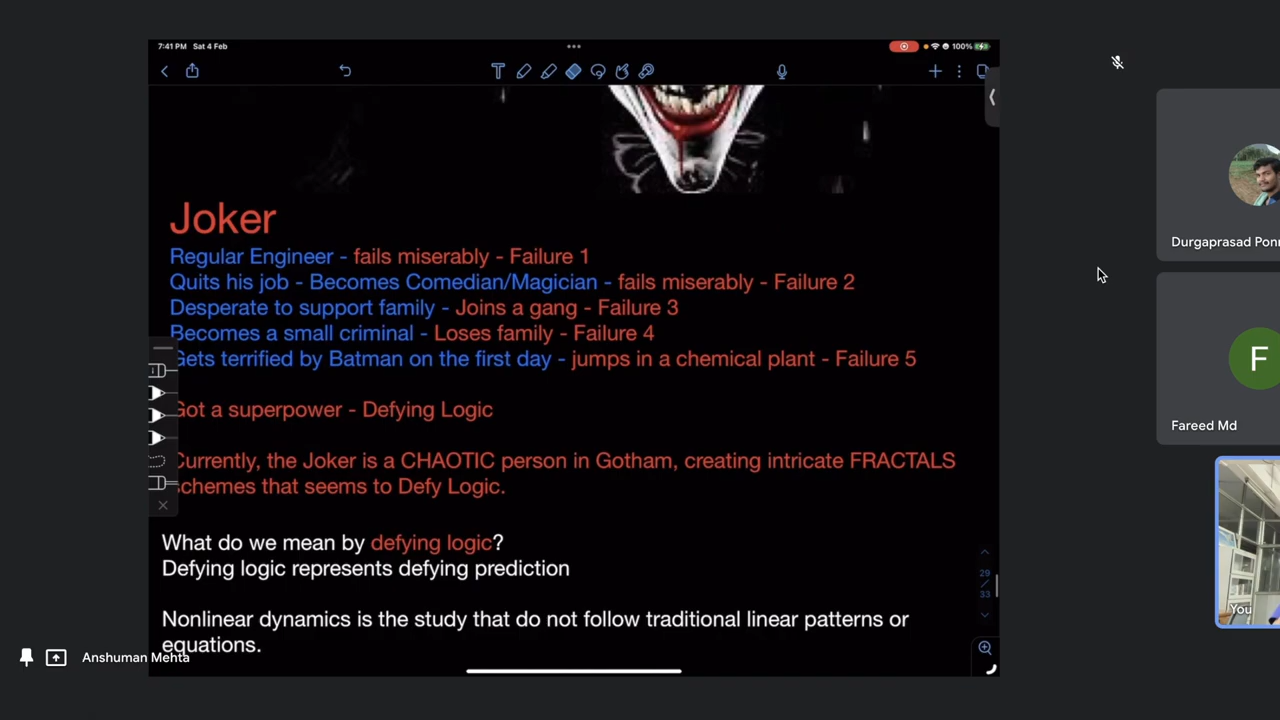 7:41 PM Sat 4 Feb
100%
Joker
Regular Engineer - fails miserably - Failure 1
Quits his job - Becomes Comedian/Magician - fails miserably - Failure 2
Desperate to support family - Joins a gang - Failure 3
Becomes a small criminal - Loses family - Failure 4
Gets terrified by Batman on the first day - jumps in a chemical plant - Failure 5
Got a superpower - Defying Logic
Currently, the Joker is a CHAOTIC person in Gotham, creating intricate FRACTALS
schemes that seems to Defy Logic.
What do we mean by defying logic?
Defying logic represents defying prediction
Nonlinear dynamics is the study that do not follow traditional linear patterns or
equations.
29
/
33
Anshuman Mehta
Durgaprasad
F
Fareed Md
You